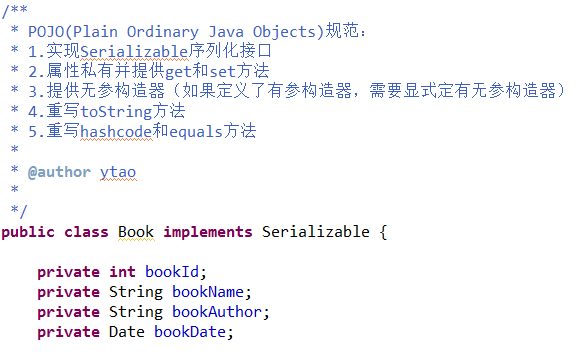 /**
 * POJO(Plain Ordinary Java Objects)规范：
 * 1.实现Serializable序列化接口
 * 2.属性私有并提供get和set方法
 * 3.提供无参构造器（如果定义了有参构造器，需要显式定有无参构造器）
 * 4.重写toString方法
 * 5.重写hashcode和equals方法
 *
 * @author ytao
 *
 */
public class Book implements Serializable {
    private int bookId;
    private String bookName;
    private String bookAuthor;
    private Date bookDate;